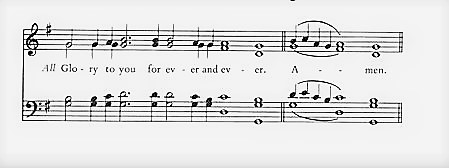 All Glo - ry to you for ev - er and ev - er. A - - men.